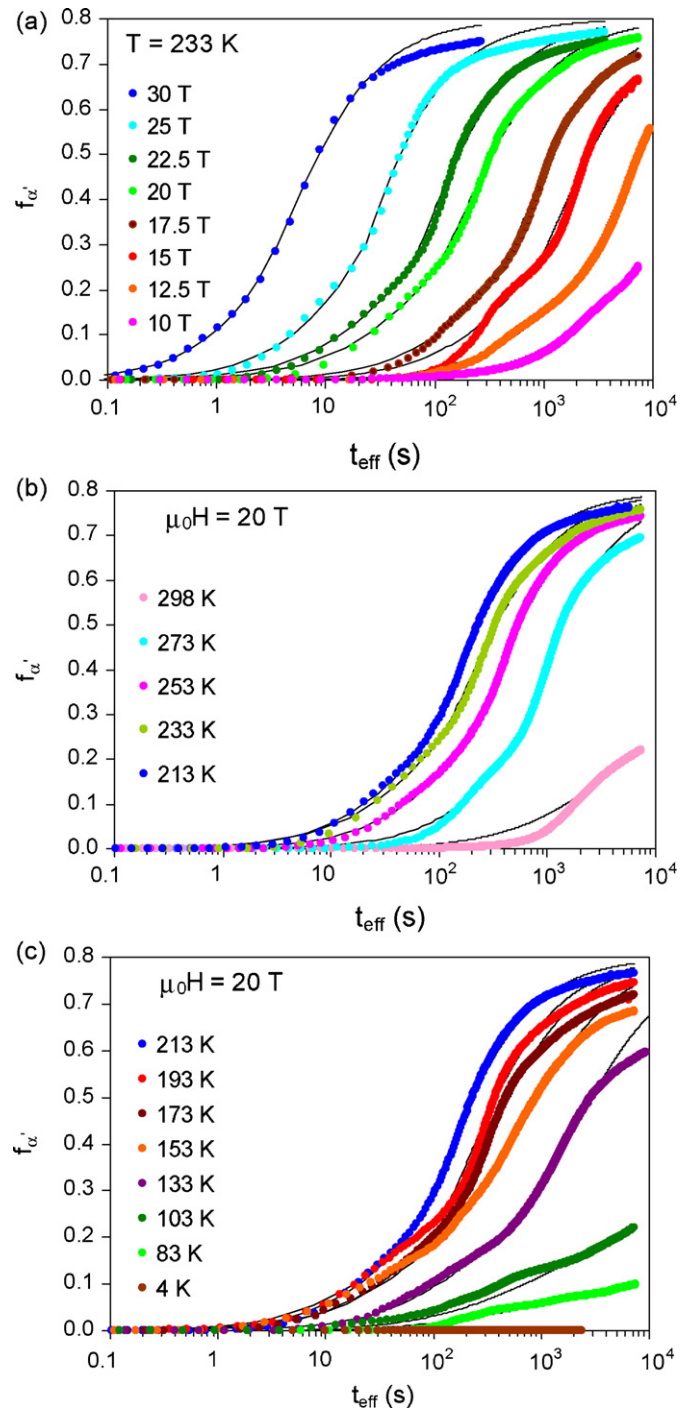 (a)
T = 233 K
30 T
25 T
22.5 T
20 T
17.5 T
15 T
12.5 T
10 T
fα'
0.8
0.7
0.6
0.5
0.4
0.3
0.2
0.1
0.0
0.1 1 10 10² 10³ 10⁴
teff (s)
(b)
μ₀H = 20 T
298 K
273 K
253 K
233 K
213 K
fα'
0.8
0.7
0.6
0.5
0.4
0.3
0.2
0.1
0.0
0.1 1 10 10² 10³ 10⁴
teff (s)
(c)
μ₀H = 20 T
213 K
193 K
173 K
153 K
133 K
103 K
83 K
4 K
fα'
0.8
0.7
0.6
0.5
0.4
0.3
0.2
0.1
0.0
0.1 1 10 10² 10³ 10⁴
teff (s)